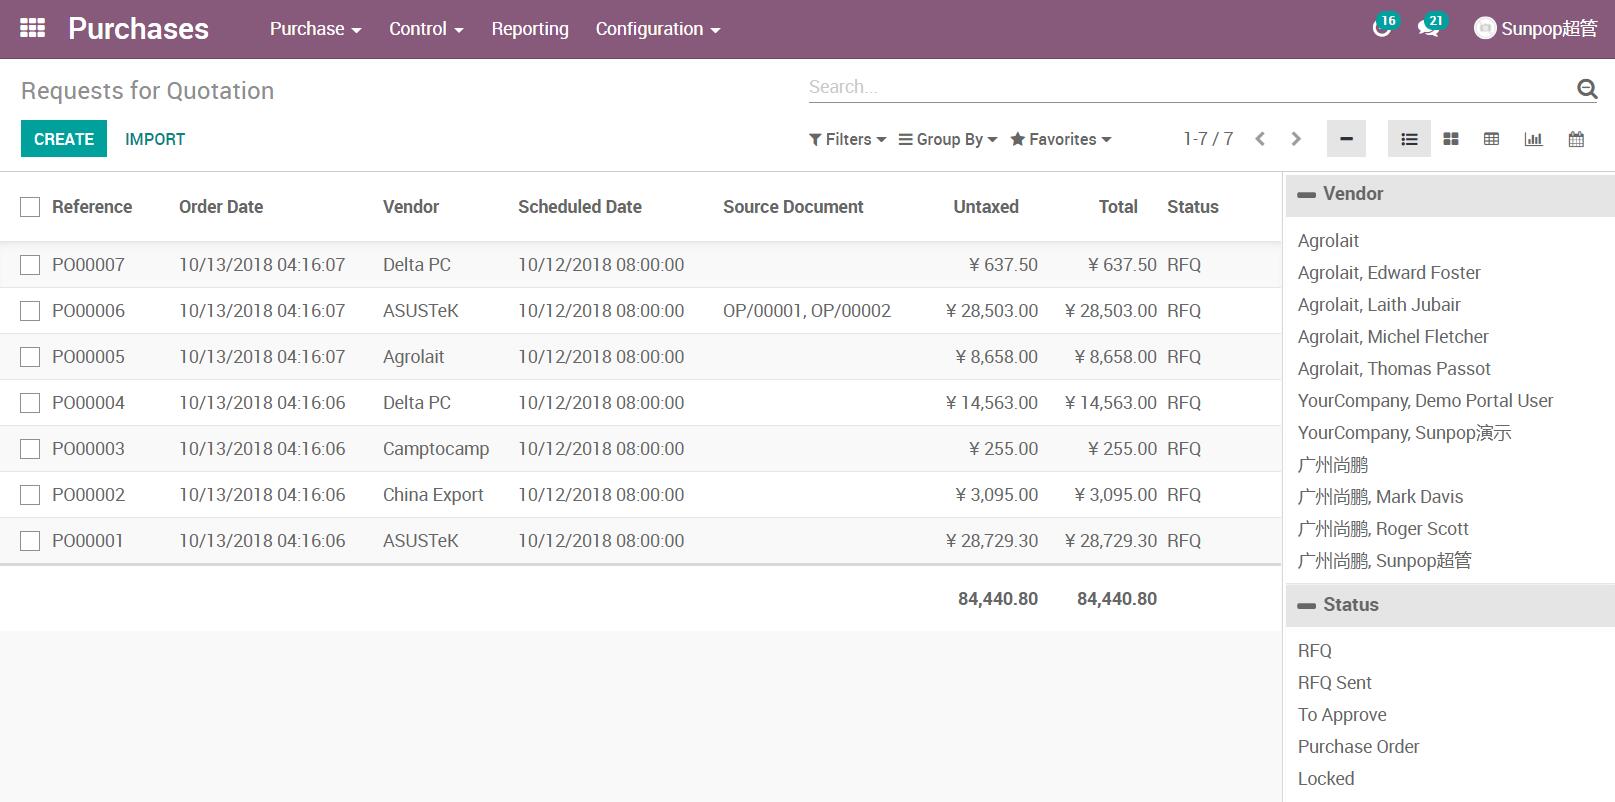 Purchases Purchase Control Reporting Configuration 16 21 Sunpop超管
Requests for Quotation Search...
CREATE IMPORT Filters Group By Favorites 1-7 / 7
Reference Order Date Vendor Scheduled Date Source Document Untaxed Total Status
PO00007 10/13/2018 04:16:07 Delta PC 10/12/2018 08:00:00 ¥ 637.50 ¥ 637.50 RFQ
PO00006 10/13/2018 04:16:07 ASUSTeK 10/12/2018 08:00:00 OP/00001, OP/00002 ¥ 28,503.00 ¥ 28,503.00 RFQ
PO00005 10/13/2018 04:16:07 Agrolait 10/12/2018 08:00:00 ¥ 8,658.00 ¥ 8,658.00 RFQ
PO00004 10/13/2018 04:16:06 Delta PC 10/12/2018 08:00:00 ¥ 14,563.00 ¥ 14,563.00 RFQ
PO00003 10/13/2018 04:16:06 Camptocamp 10/12/2018 08:00:00 ¥ 255.00 ¥ 255.00 RFQ
PO00002 10/13/2018 04:16:06 China Export 10/12/2018 08:00:00 ¥ 3,095.00 ¥ 3,095.00 RFQ
PO00001 10/13/2018 04:16:06 ASUSTeK 10/12/2018 08:00:00 ¥ 28,729.30 ¥ 28,729.30 RFQ
84,440.80 84,440.80
Vendor
Agrolait
Agrolait, Edward Foster
Agrolait, Laith Jubair
Agrolait, Michel Fletcher
Agrolait, Thomas Passot
YourCompany, Demo Portal User
YourCompany, Sunpop演示
广州尚鹏
广州尚鹏, Mark Davis
广州尚鹏, Roger Scott
广州尚鹏, Sunpop超管
Status
RFQ
RFQ Sent
To Approve
Purchase Order
Locked